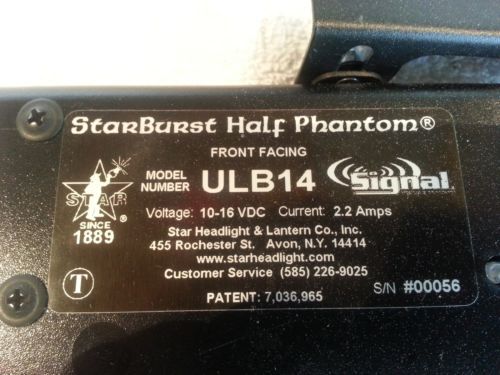 StarBurst Half Phantom®
FRONT FACING
MODEL NUMBER ULB14
Signal
STAR ®
SINCE
1889
Voltage: 10-16 VDC Current: 2.2 Amps
Star Headlight & Lantern Co., Inc.
455 Rochester St. Avon, N.Y. 14414
www.starheadlight.com
Customer Service (585) 226-9025
T
PATENT: 7,036,965
S/N #00056